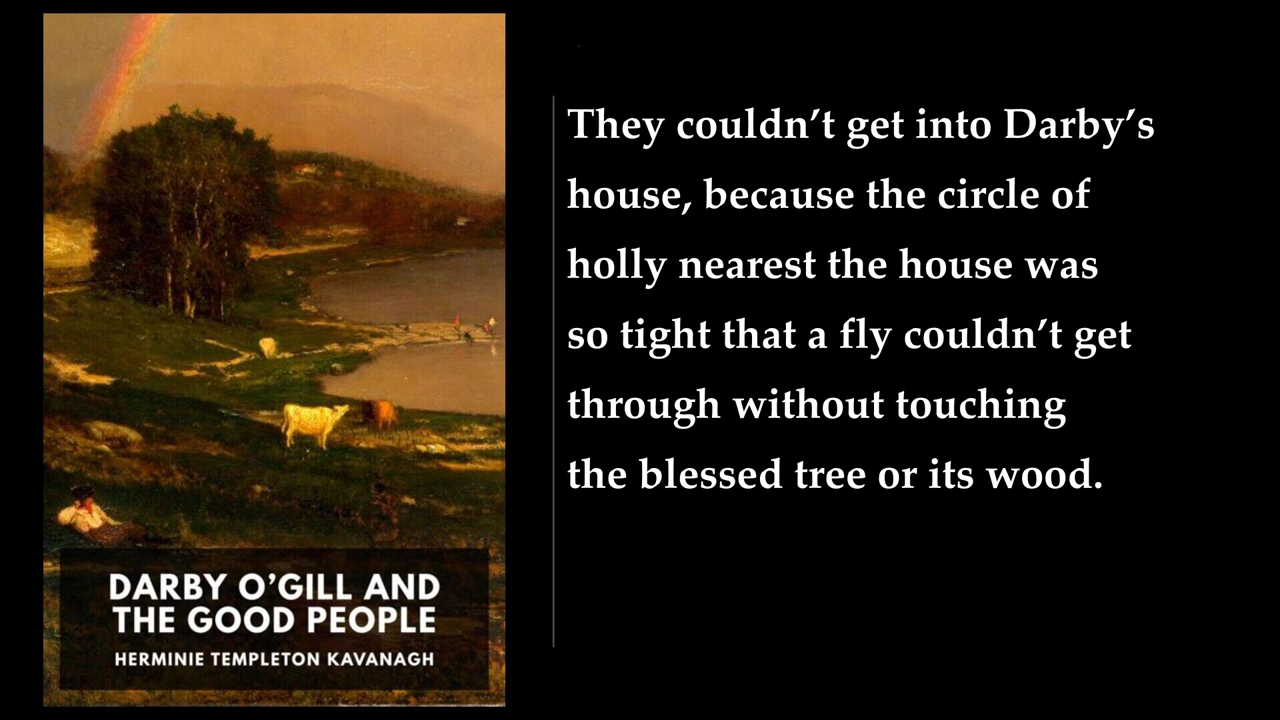 They couldn’t get into Darby’s
house, because the circle of
holly nearest the house was
so tight that a fly couldn’t get
through without touching
the blessed tree or its wood.
DARBY O’GILL AND
THE GOOD PEOPLE
HERMINIE TEMPLETON KAVANAGH